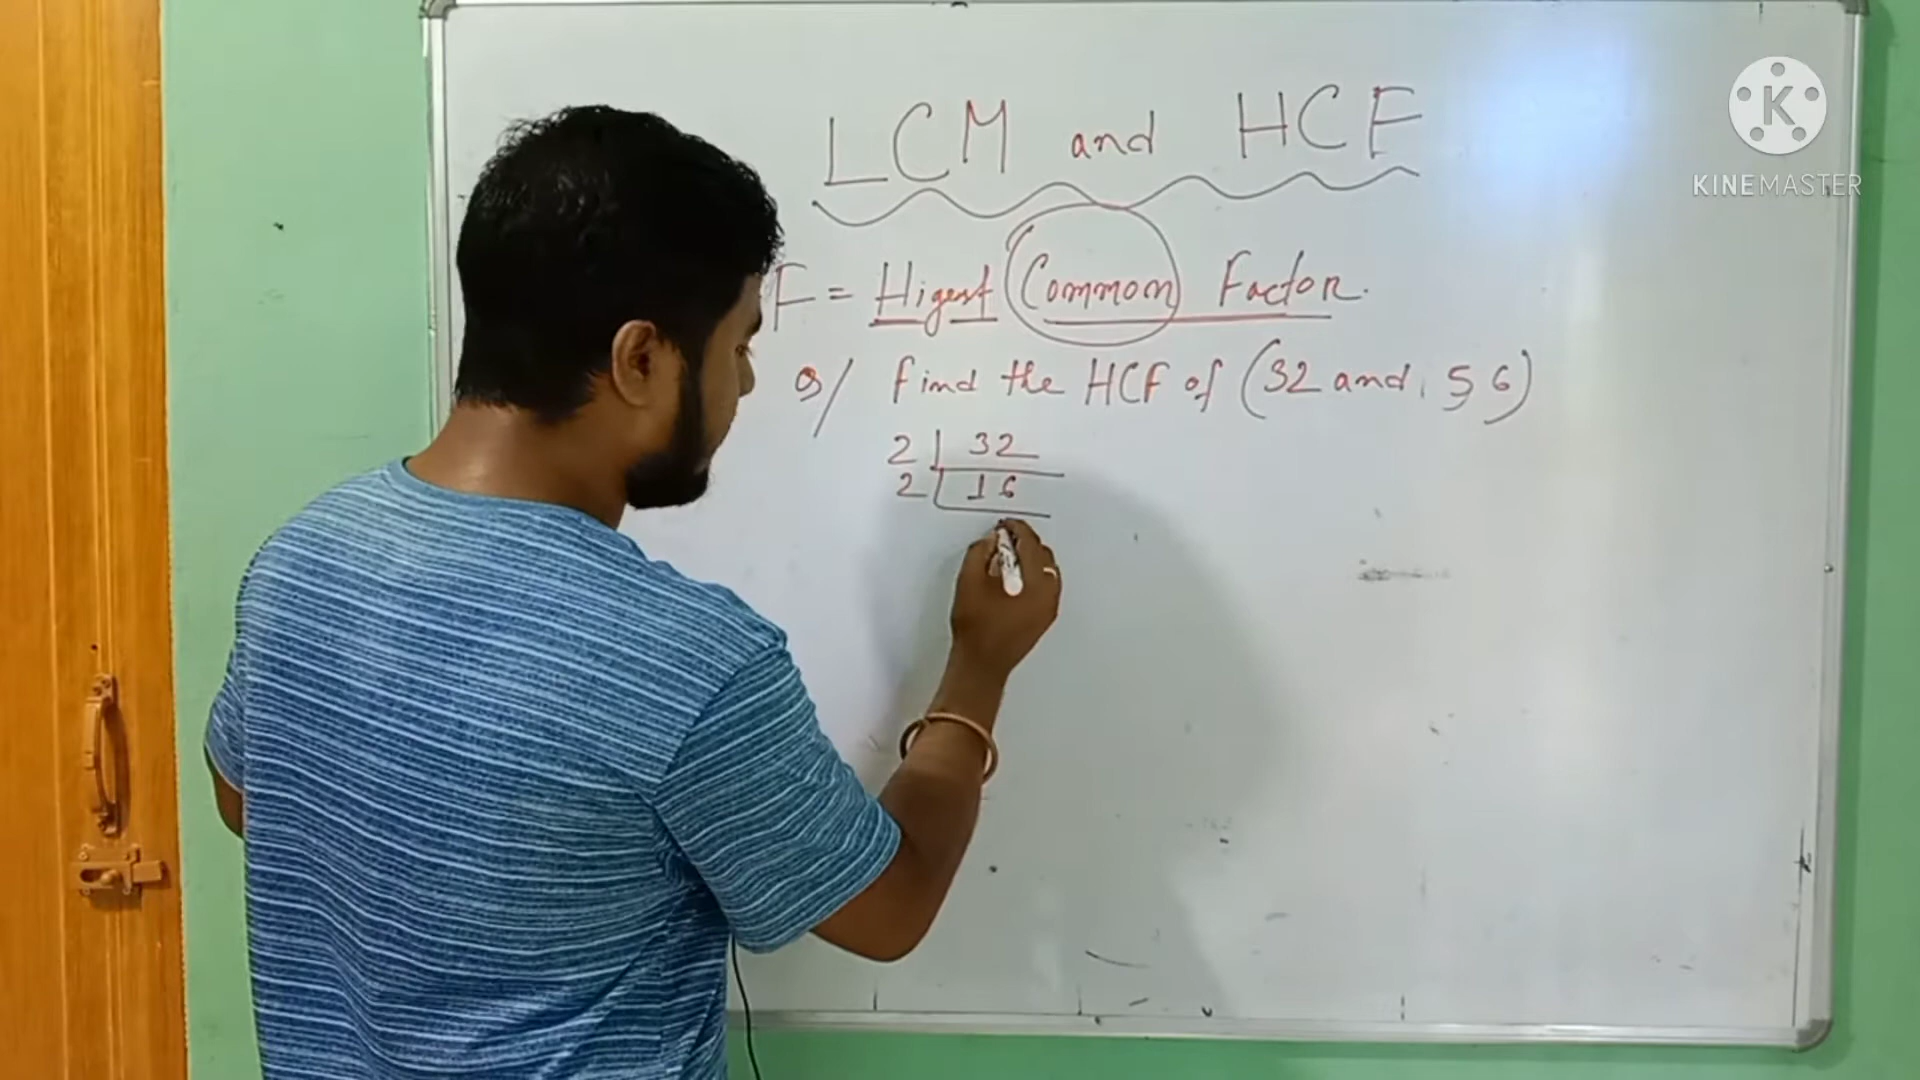 LCM and HCF
F = Higest Common Factor.
Q/ Find the HCF of (32 and, 56)
2 | 32
2 | 16
K
KINEMASTER